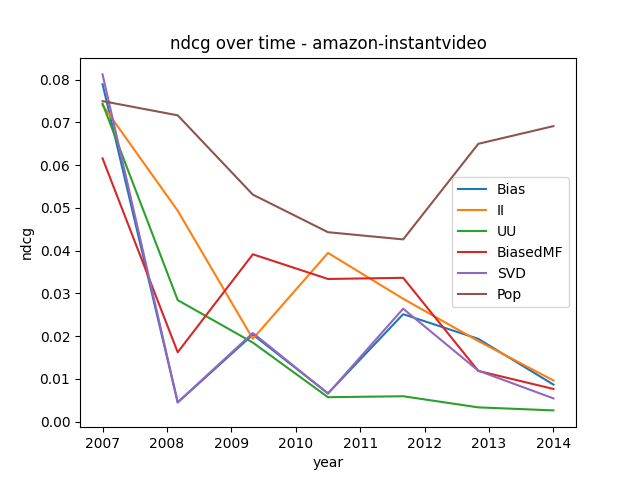 ndcg over time - amazon-instantvideo
ndcg
0.08
0.07
0.06
0.05
0.04
0.03
0.02
0.01
0.00
Bias
II
UU
BiasedMF
SVD
Pop
2007 2008 2009 2010 2011 2012 2013 2014
year